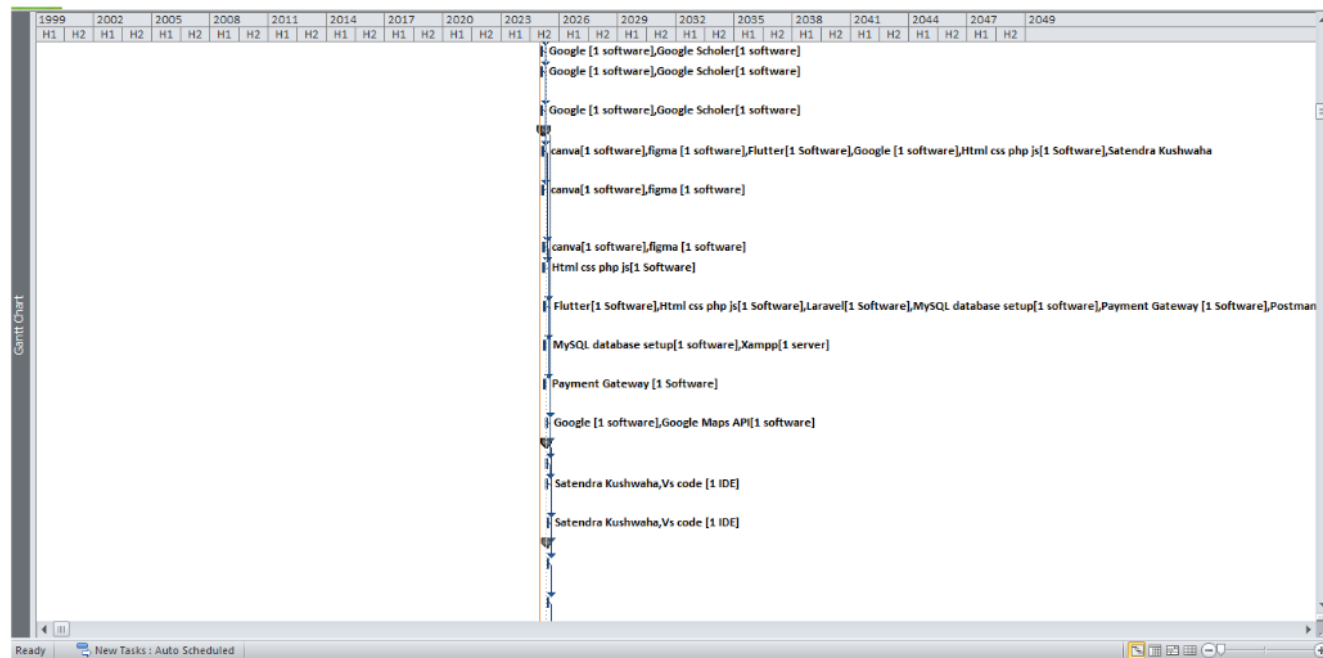 1999 2002 2005 2008 2011 2014 2017 2020 2023 2026 2029 2032 2035 2038 2041 2044 2047 2049
H1 H2 H1 H2 H1 H2 H1 H2 H1 H2 H1 H2 H1 H2 H1 H2 H1 H2 H1 H2 H1 H2 H1 H2 H1 H2 H1 H2 H1 H2 H1 H2 H1 H2
Google [1 software],Google Scholer[1 software]
Google [1 software],Google Scholer[1 software]
Google [1 software],Google Scholer[1 software]
canva[1 software],figma [1 software],Flutter[1 Software],Google [1 software],Html css php js[1 Software],Satendra Kushwaha
canva[1 software],figma [1 software]
canva[1 software],figma [1 software]
Html css php js[1 Software]
Gantt Chart
Flutter[1 Software],Html css php js[1 Software],Laravel[1 Software],MySQL database setup[1 software],Payment Gateway [1 Software],Postman
MySQL database setup[1 software],Xampp[1 server]
Payment Gateway [1 Software]
Google [1 software],Google Maps API[1 software]
Satendra Kushwaha,Vs code [1 IDE]
Satendra Kushwaha,Vs code [1 IDE]
Ready New Tasks : Auto Scheduled